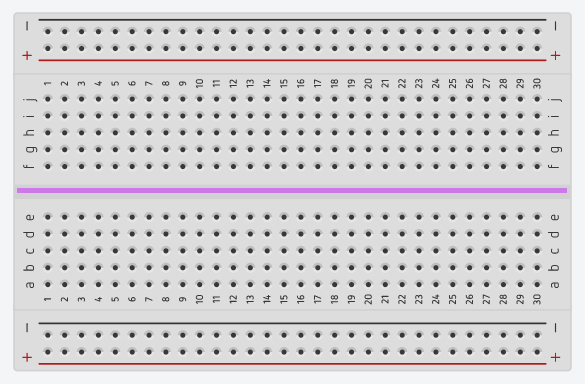 − −
+ +
1 2 3 4 5 6 7 8 9 10 11 12 13 14 15 16 17 18 19 20 21 22 23 24 25 26 27 28 29 30
j j
i i
h h
g g
f f
e e
d d
c c
b b
a a
1 2 3 4 5 6 7 8 9 10 11 12 13 14 15 16 17 18 19 20 21 22 23 24 25 26 27 28 29 30
− −
+ +